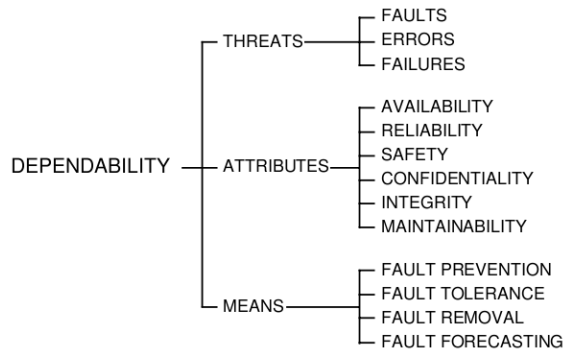 DEPENDABILITY
THREATS
FAULTS
ERRORS
FAILURES
ATTRIBUTES
AVAILABILITY
RELIABILITY
SAFETY
CONFIDENTIALITY
INTEGRITY
MAINTAINABILITY
MEANS
FAULT PREVENTION
FAULT TOLERANCE
FAULT REMOVAL
FAULT FORECASTING